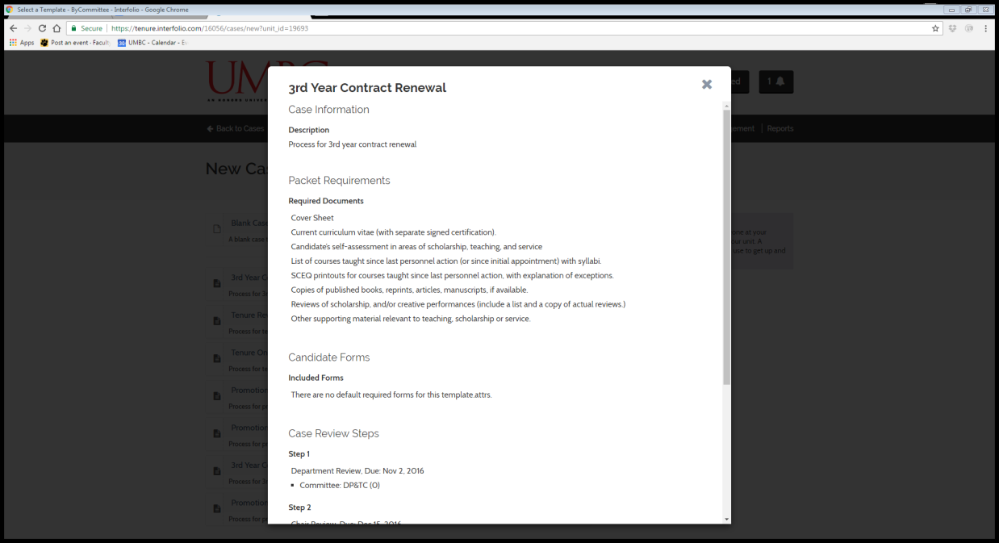 Select a Template - ByCommittee - Interfolio - Google Chrome
Secure https://tenure.interfolio.com/16056/cases/new?unit_id=19693
Apps Post an event - Facult UMBC - Calendar - E
UMBC
1
Back to Cases
ement Reports
New Ca
Blank Cas
A blank case
one at your
our unit. A
use to get up and
3rd Year C
Process for 3r
Tenure Re
Process for te
Tenure On
Process for te
Promotion
Process for pr
Promotion
Process for pr
3rd Year C
Process for 3r
Promotion
Process for pr
3rd Year Contract Renewal
Case Information
Description
Process for 3rd year contract renewal
Packet Requirements
Required Documents
Cover Sheet
Current curriculum vitae (with separate signed certification).
Candidate's self-assessment in areas of scholarship, teaching, and service
List of courses taught since last personnel action (or since initial appointment) with syllabi.
SCEQ printouts for courses taught since last personnel action, with explanation of exceptions.
Copies of published books, reprints, articles, manuscripts, if available.
Reviews of scholarship, and/or creative performances (include a list and a copy of actual reviews.)
Other supporting material relevant to teaching, scholarship or service.
Candidate Forms
Included Forms
There are no default required forms for this template.attrs.
Case Review Steps
Step 1
Department Review, Due: Nov 2, 2016
Committee: DP&TC (0)
Step 2
Chair Review, Due: Dec 15, 2016